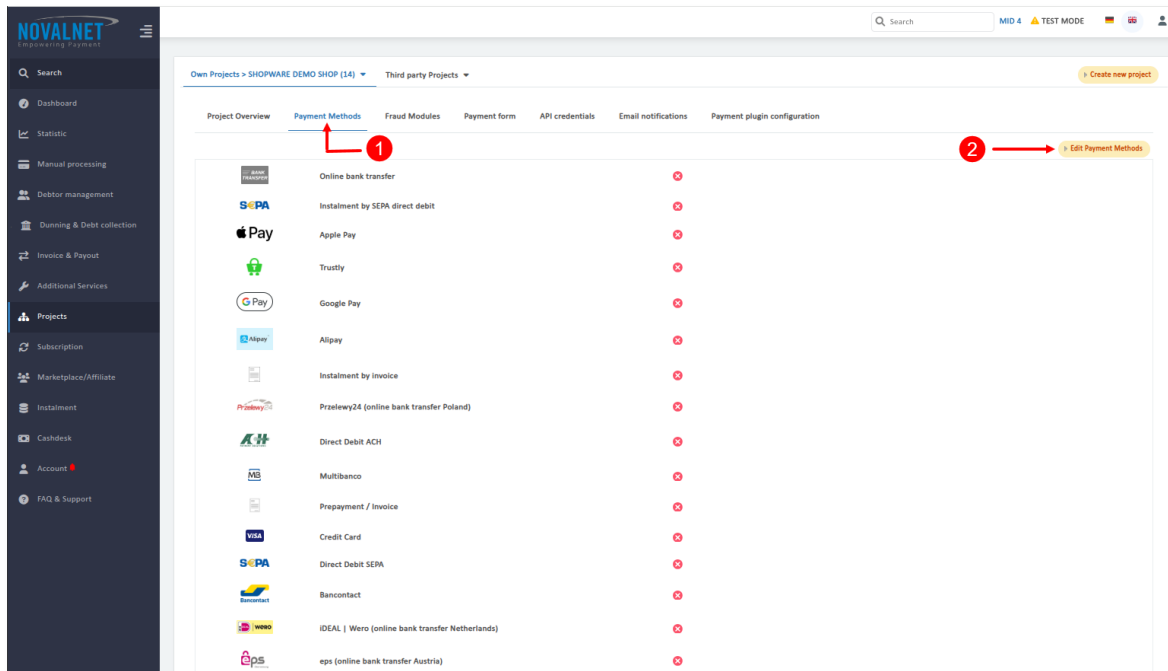 NOVALNET
Empowering Payment
Search
MID 4
TEST MODE
Search
Dashboard
Statistic
Manual processing
Debtor management
Dunning & Debt collection
Invoice & Payout
Additional Services
Projects
Subscription
Marketplace/Affiliate
Instalment
Cashdesk
Account
FAQ & Support
Own Projects > SHOPWARE DEMO SHOP (14)
Third party Projects
Create new project
Project Overview
Payment Methods
Fraud Modules
Payment form
API credentials
Email notifications
Payment plugin configuration
1
2
Edit Payment Methods
BANK TRANSFER
Online bank transfer
SEPA
Instalment by SEPA direct debit
Pay
Apple Pay
T
Trustly
G Pay
Google Pay
Alipay
Alipay
Instalment by invoice
Przelewy24
Przelewy24 (online bank transfer Poland)
ACH
Direct Debit ACH
MB
Multibanco
Prepayment / Invoice
VISA
Credit Card
SEPA
Direct Debit SEPA
Bancontact
Bancontact
wero
iDEAL | Wero (online bank transfer Netherlands)
eps
eps (online bank transfer Austria)